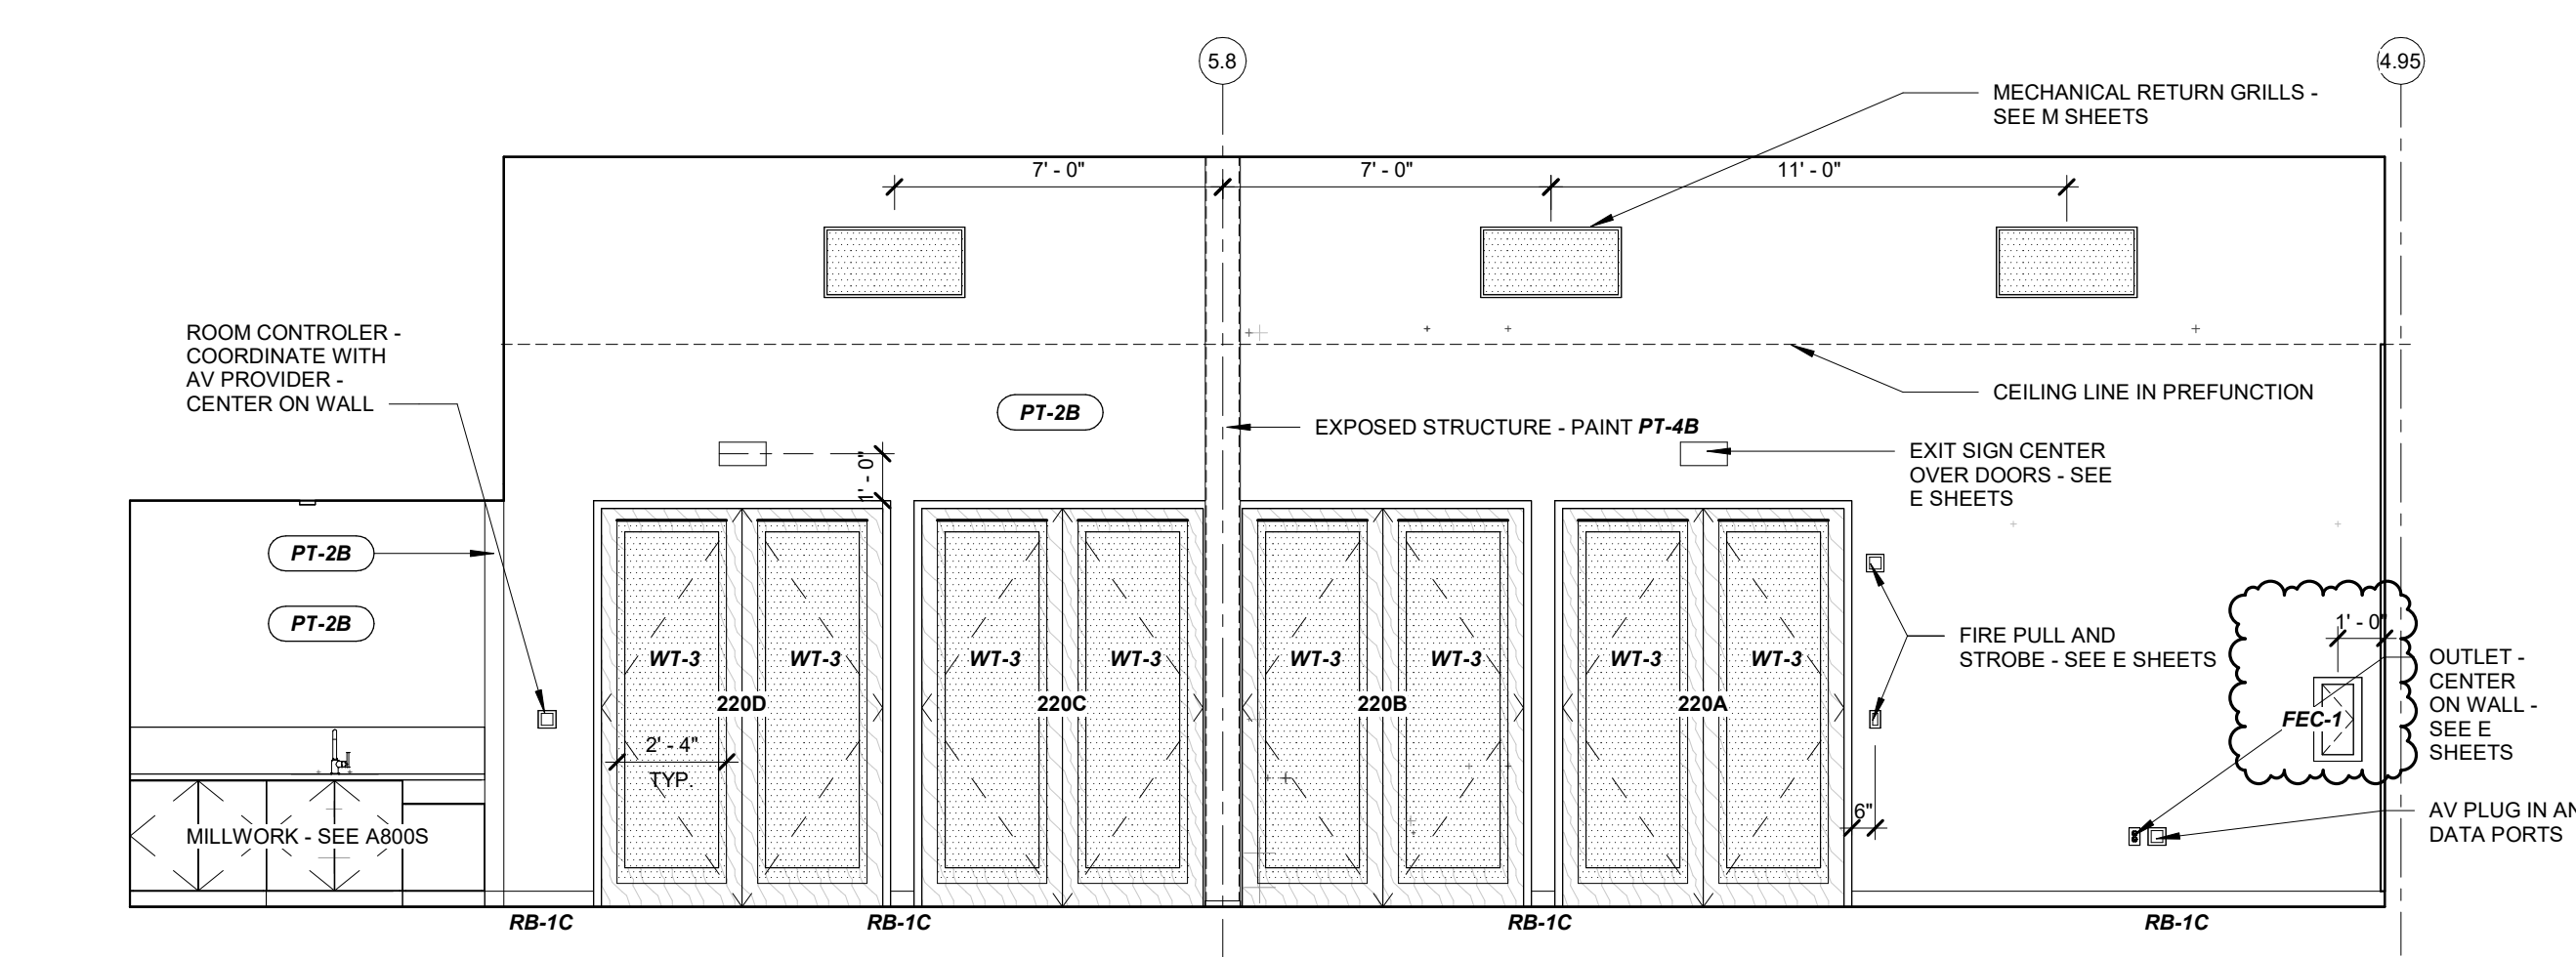 5.8
4.95
MECHANICAL RETURN GRILLS -
SEE M SHEETS
7' - 0"
7' - 0"
11' - 0"
ROOM CONTROLER -
COORDINATE WITH
AV PROVIDER -
CENTER ON WALL
CEILING LINE IN PREFUNCTION
PT-2B
EXPOSED STRUCTURE - PAINT PT-4B
1' - 0"
EXIT SIGN CENTER
OVER DOORS - SEE
E SHEETS
PT-2B
PT-2B
1' - 0"
FIRE PULL AND
STROBE - SEE E SHEETS
OUTLET -
CENTER
ON WALL -
SEE E
SHEETS
WT-3
WT-3
WT-3
WT-3
WT-3
WT-3
WT-3
WT-3
220D
220C
220B
220A
FEC-1
2' - 4"
TYP.
6"
MILLWORK - SEE A800S
AV PLUG IN AN
DATA PORTS
RB-1C
RB-1C
RB-1C
RB-1C